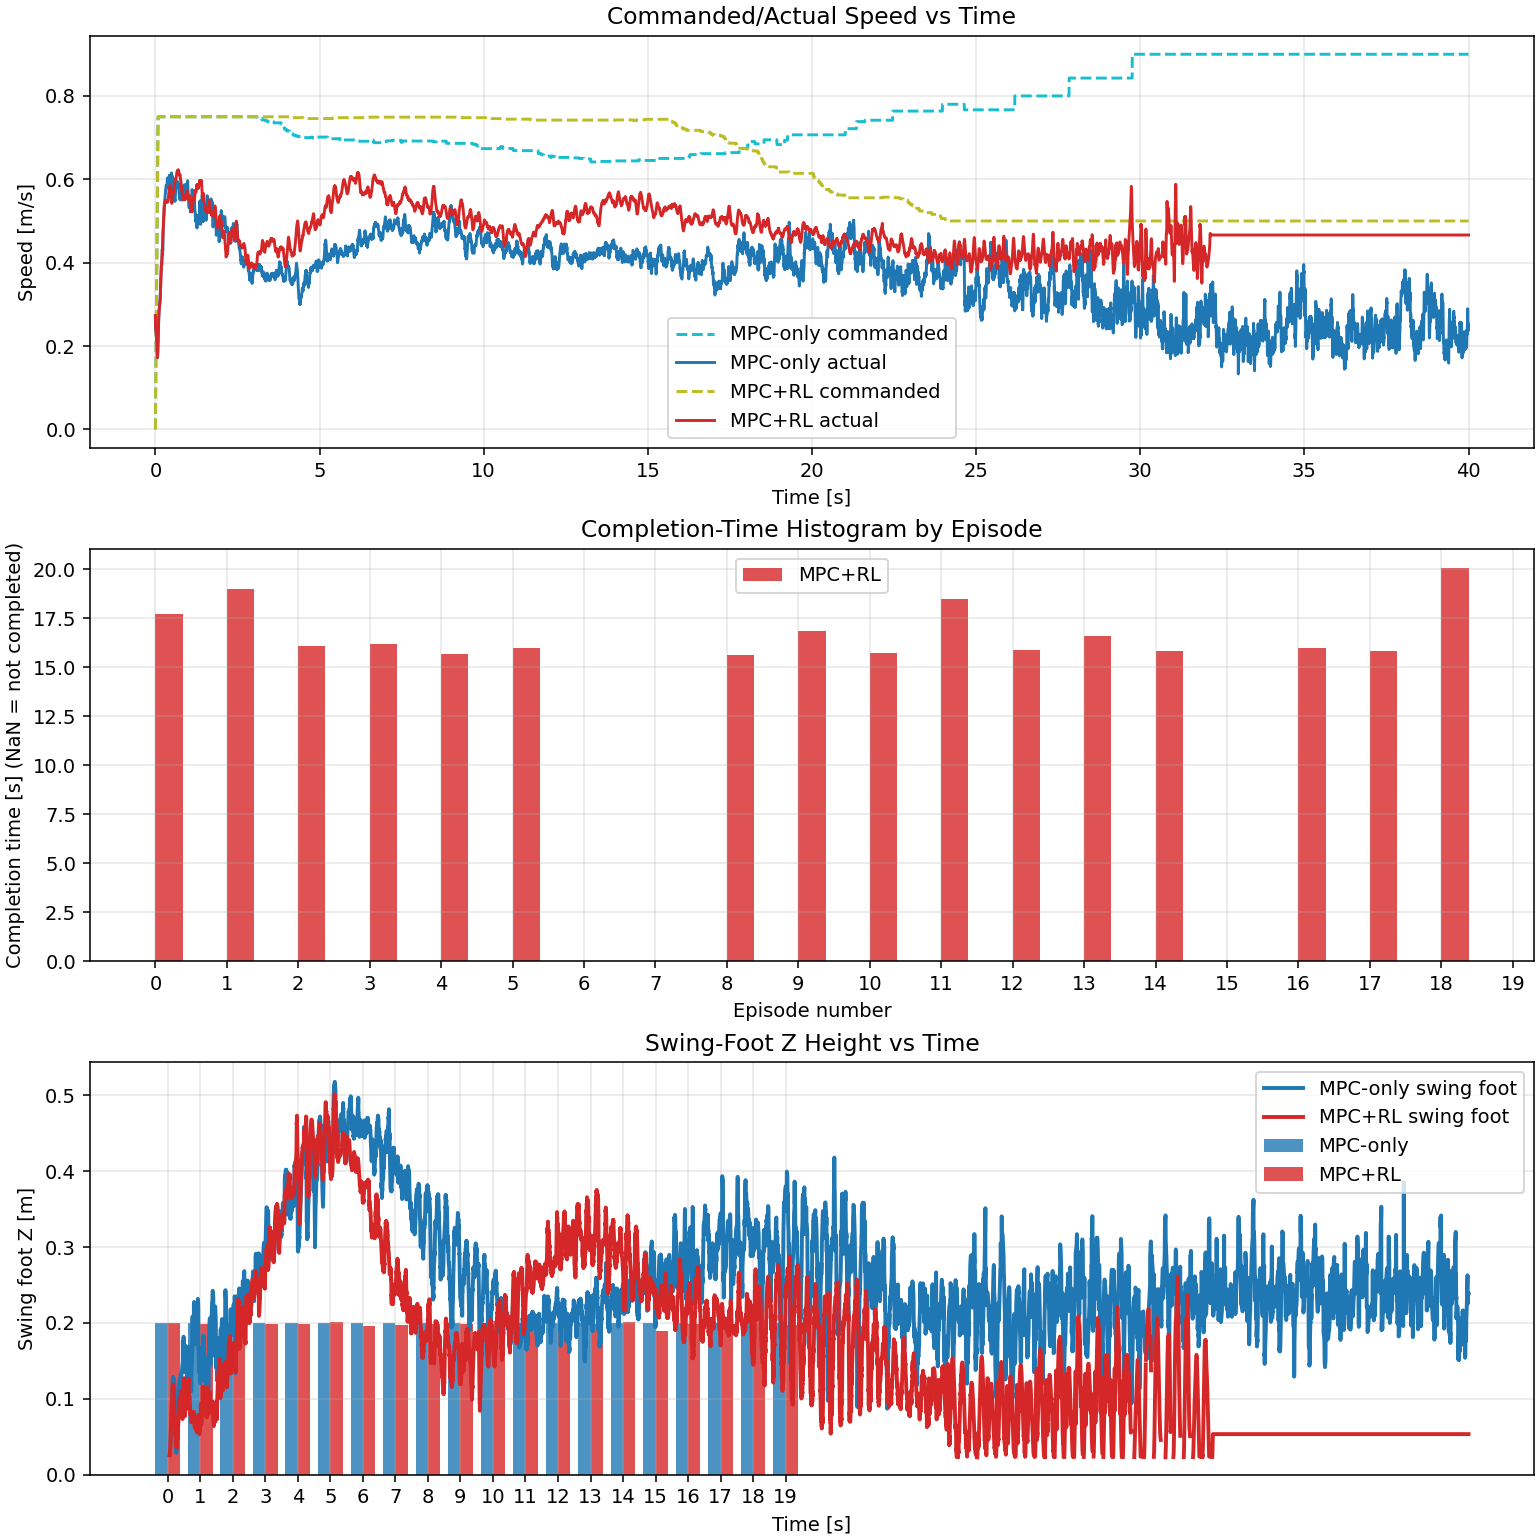 Commanded/Actual Speed vs Time
Speed [m/s]
0.8
0.6
0.4
0.2
0.0
MPC-only commanded
MPC-only actual
MPC+RL commanded
MPC+RL actual
0 5 10 15 20 25 30 35 40
Time [s]
Completion-Time Histogram by Episode
Completion time [s] (NaN = not completed)
20.0
17.5
15.0
12.5
10.0
7.5
5.0
2.5
0.0
MPC+RL
0 1 2 3 4 5 6 7 8 9 10 11 12 13 14 15 16 17 18 19
Episode number
Swing-Foot Z Height vs Time
Swing foot Z [m]
0.5
0.4
0.3
0.2
0.1
0.0
MPC-only swing foot
MPC+RL swing foot
MPC-only
MPC+RL
0 1 2 3 4 5 6 7 8 9 10 11 12 13 14 15 16 17 18 19
Time [s]